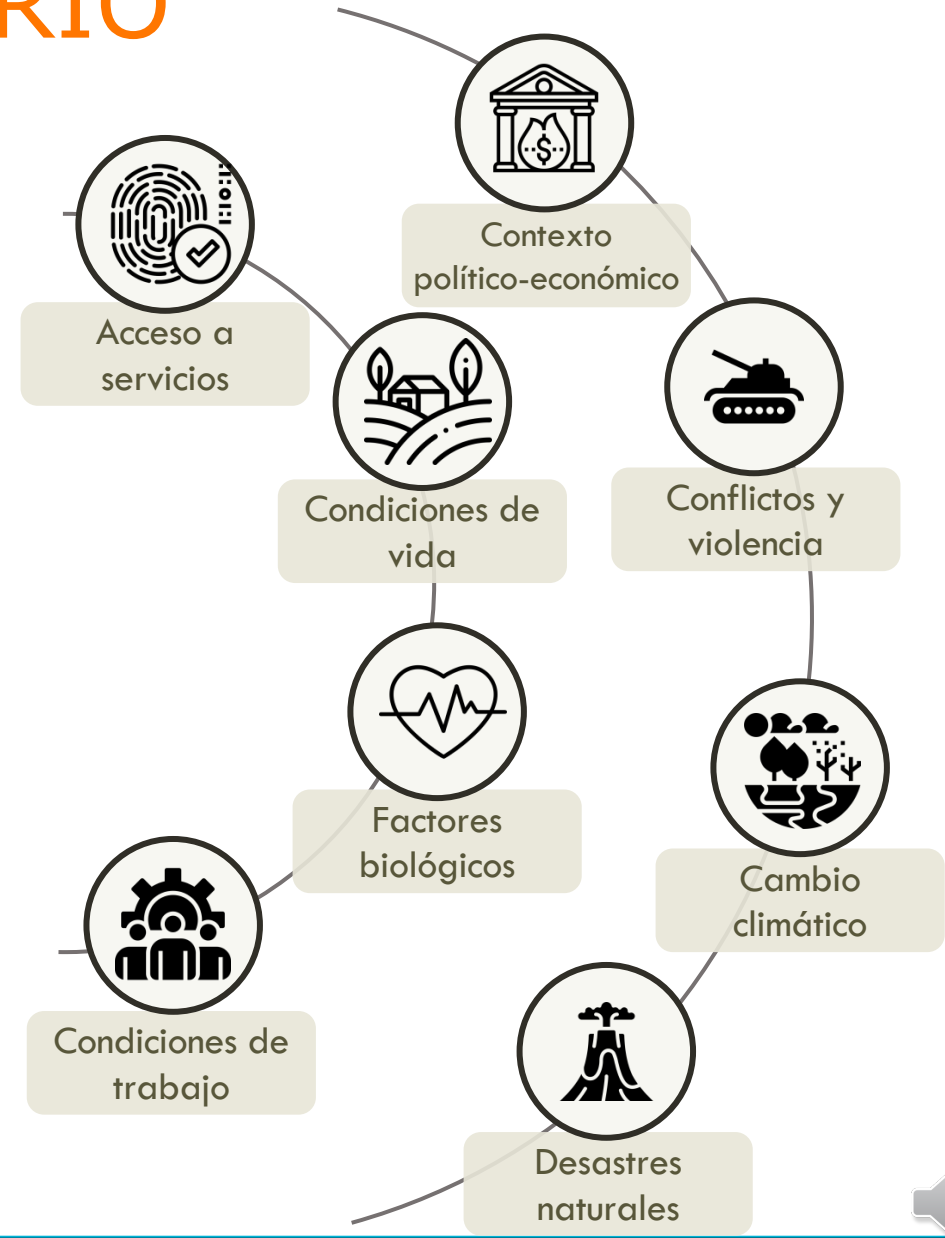 RIO
Contexto
político-económico
Acceso a
servicios
Condiciones de
vida
Conflictos y
violencia
Factores
biológicos
Cambio
climático
Condiciones de
trabajo
Desastres
naturales